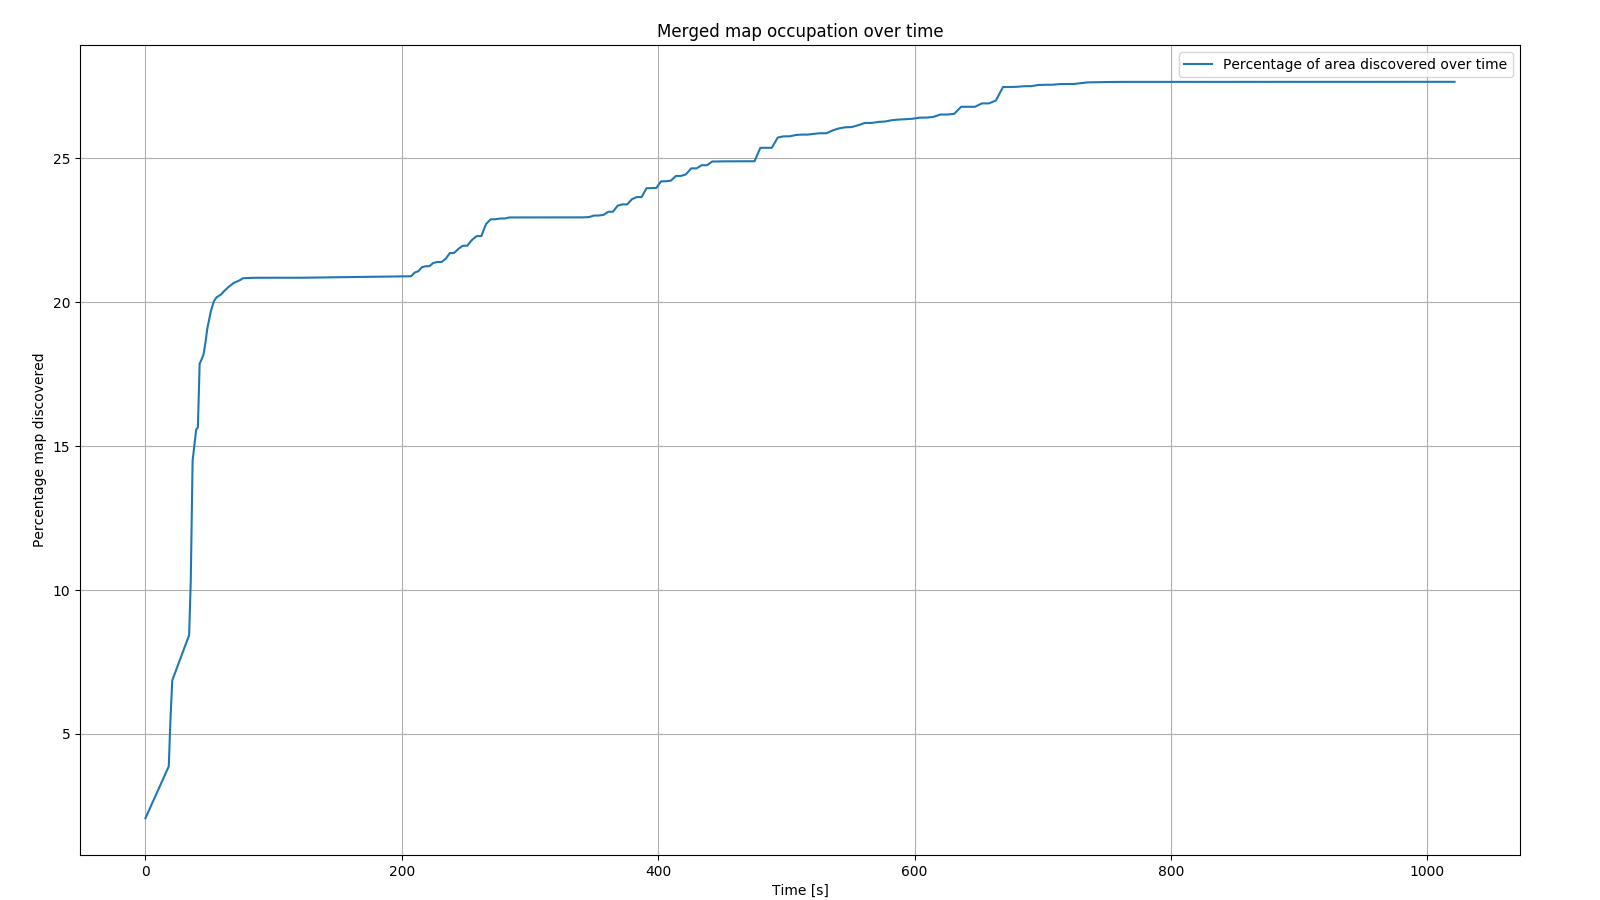 Merged map occupation over time
Percentage of area discovered over time
Percentage map discovered
25
20
15
10
5
0 200 400 600 800 1000
Time [s]